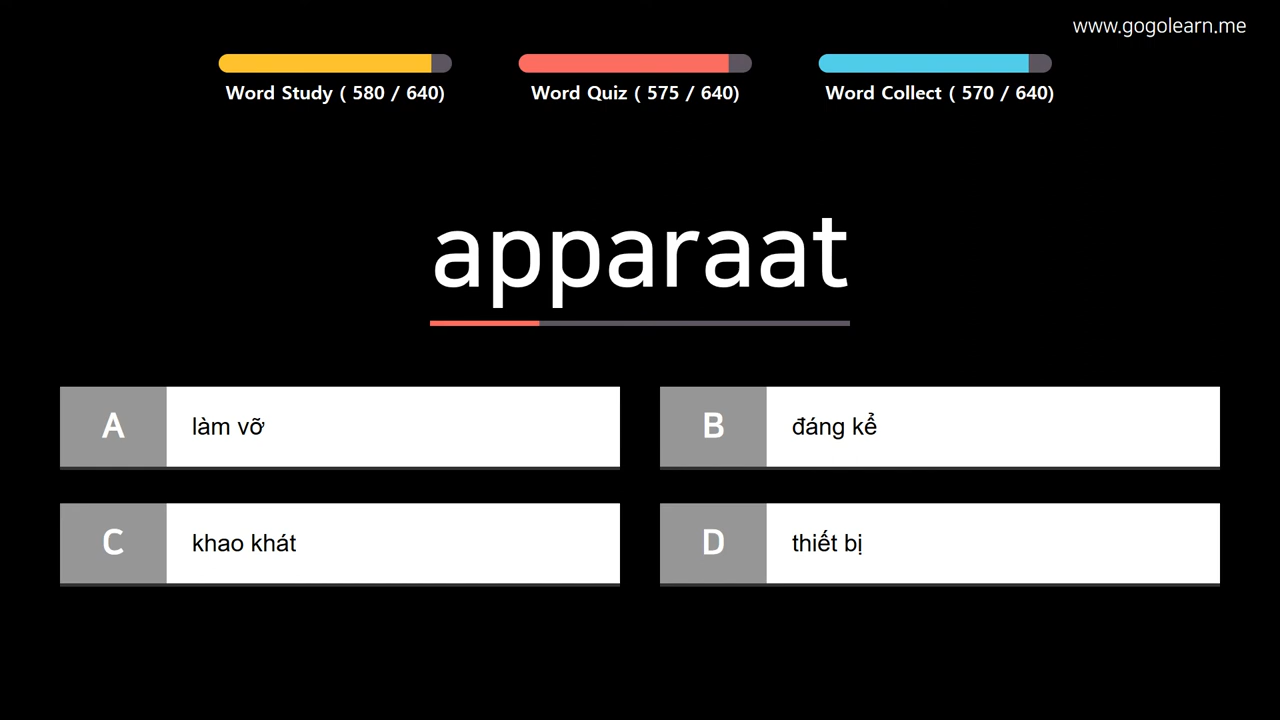 www.gogolearn.me
Word Study ( 580 / 640)
Word Quiz ( 575 / 640)
Word Collect ( 570 / 640)
apparaat
A
làm vỡ
B
đáng kể
C
khao khát
D
thiết bị